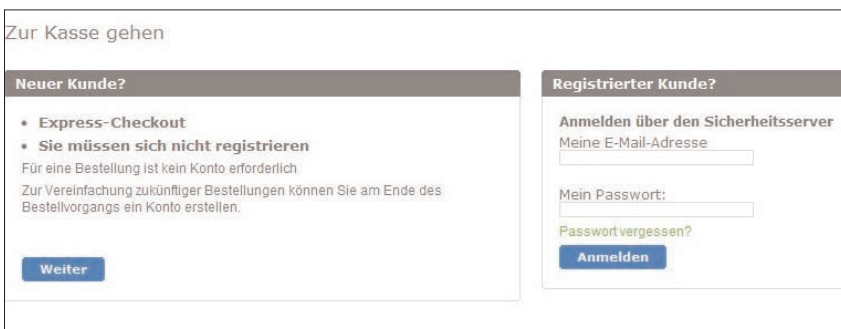 Zur Kasse gehen
Neuer Kunde?
• Express-Checkout
• Sie müssen sich nicht registrieren
Für eine Bestellung ist kein Konto erforderlich
Zur Vereinfachung zukünftiger Bestellungen können Sie am Ende des
Bestellvorgangs ein Konto erstellen.
Weiter
Registrierter Kunde?
Anmelden über den Sicherheitsserver
Meine E-Mail-Adresse
Mein Passwort:
Passwort vergessen?
Anmelden